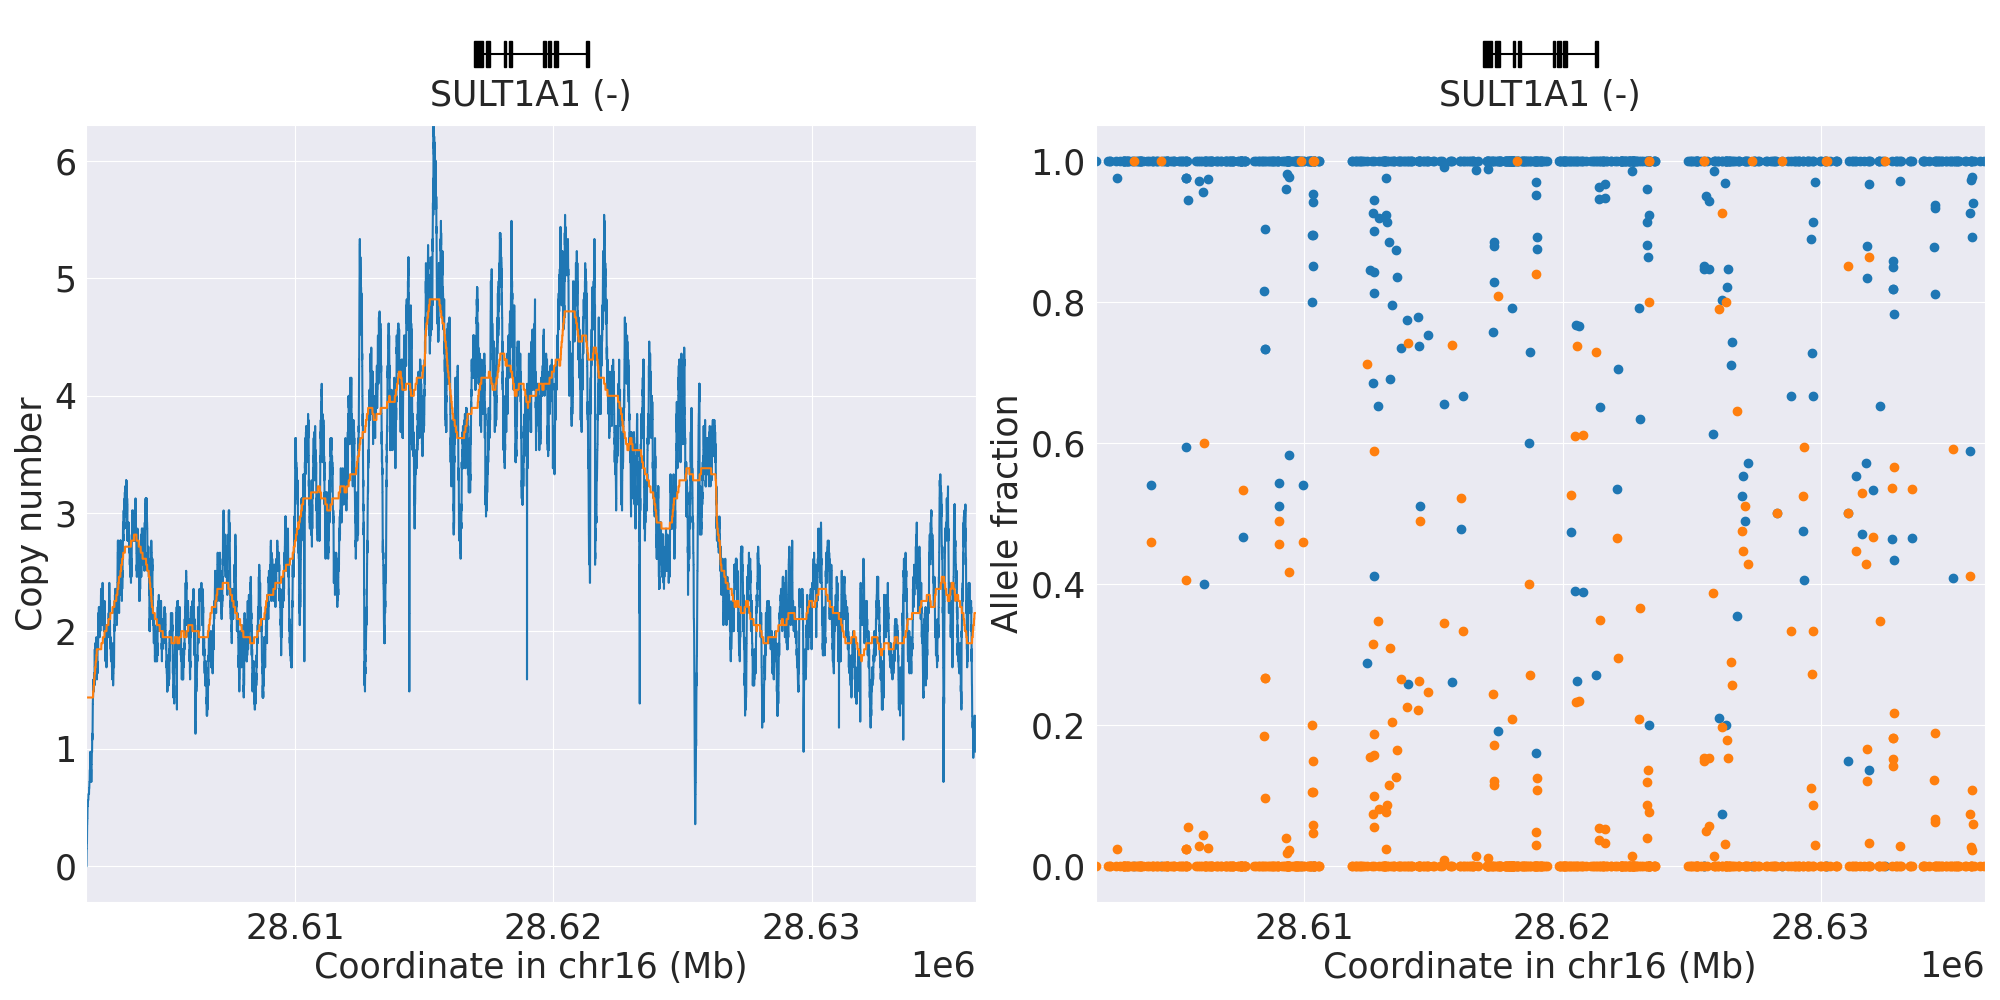 SULT1A1 (-)
6
5
4
3
2
1
0
Copy number
28.61
28.62
28.63
Coordinate in chr16 (Mb)
1e6
SULT1A1 (-)
1.0
0.8
0.6
0.4
0.2
0.0
Allele fraction
28.61
28.62
28.63
Coordinate in chr16 (Mb)
1e6